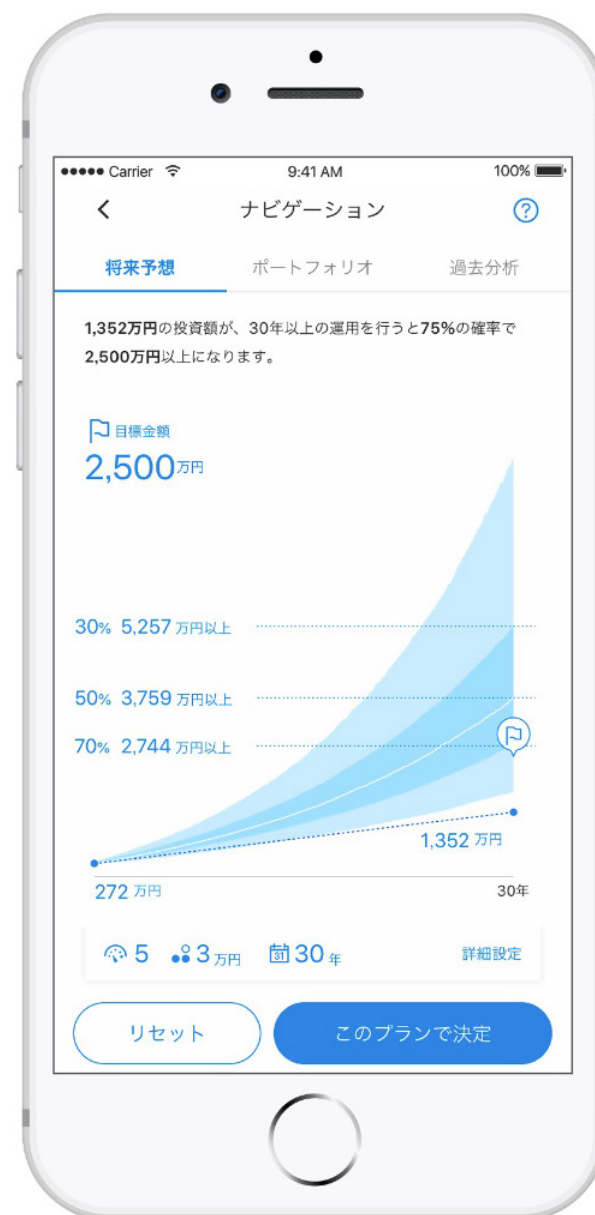 Carrier 9:41 AM 100%
ナビゲーション ?
将来予想 ポートフォリオ 過去分析
1,352万円の投資額が、30年以上の運用を行うと75%の確率で
2,500万円以上になります。
目標金額
2,500万円
30% 5,257 万円以上
50% 3,759 万円以上
70% 2,744 万円以上
1,352 万円
272 万円 30年
5 3万円 31 30年 詳細設定
リセット このプランで決定